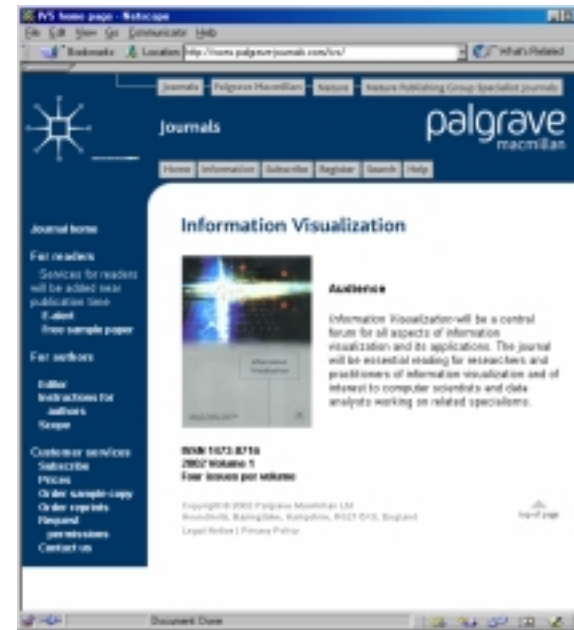 IVS home page - Netscape
File Edit View Go Communicator Help
Bookmarks Location http://www.palgrave-journals.com/ivs/ What's Related
Journals Palgrave Macmillan Nature Nature Publishing Group Specialist Journals
Journals
palgrave
macmillan
Home Information Subscribe Register Search Help
Journal home
For readers
Services for readers
will be added near
publication time
E-alert
Free sample paper
For authors
Editor
Instructions for
authors
Scope
Customer services
Subscribe
Prices
Order sample copy
Order reprints
Request
permissions
Contact us
Information Visualization
Information
Visualization
Audience
Information Visualization will be a central
forum for all aspects of information
visualization and its applications. The journal
will be essential reading for researchers and
practitioners of information visualization and of
interest to computer scientists and data
analysts working on related specialisms.
ISSN 1473-8716
2002 Volume 1
Four issues per volume
Copyright © 2002 Palgrave Macmillan Ltd
Houndmills, Basingstoke, Hampshire, RG21 6XS, England
Legal Notice | Privacy Policy
top of page
Document: Done